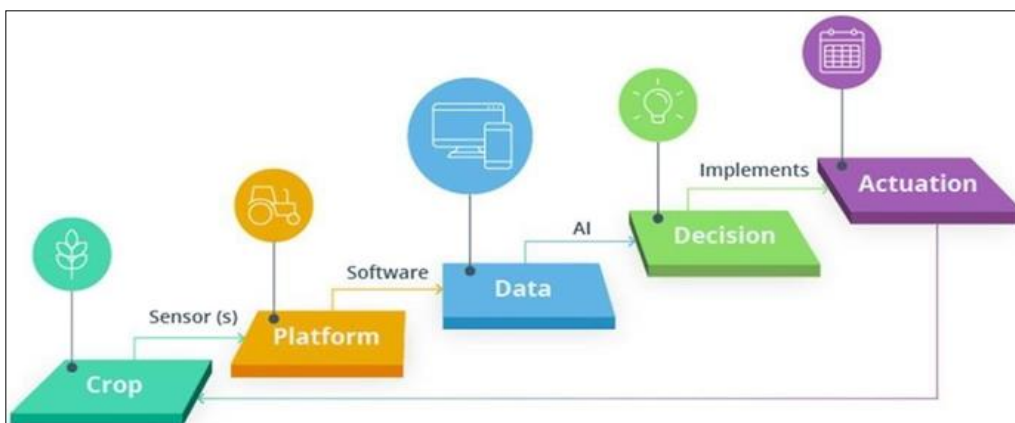 Crop
Sensor (s)
Platform
Software
Data
AI
Decision
Implements
Actuation